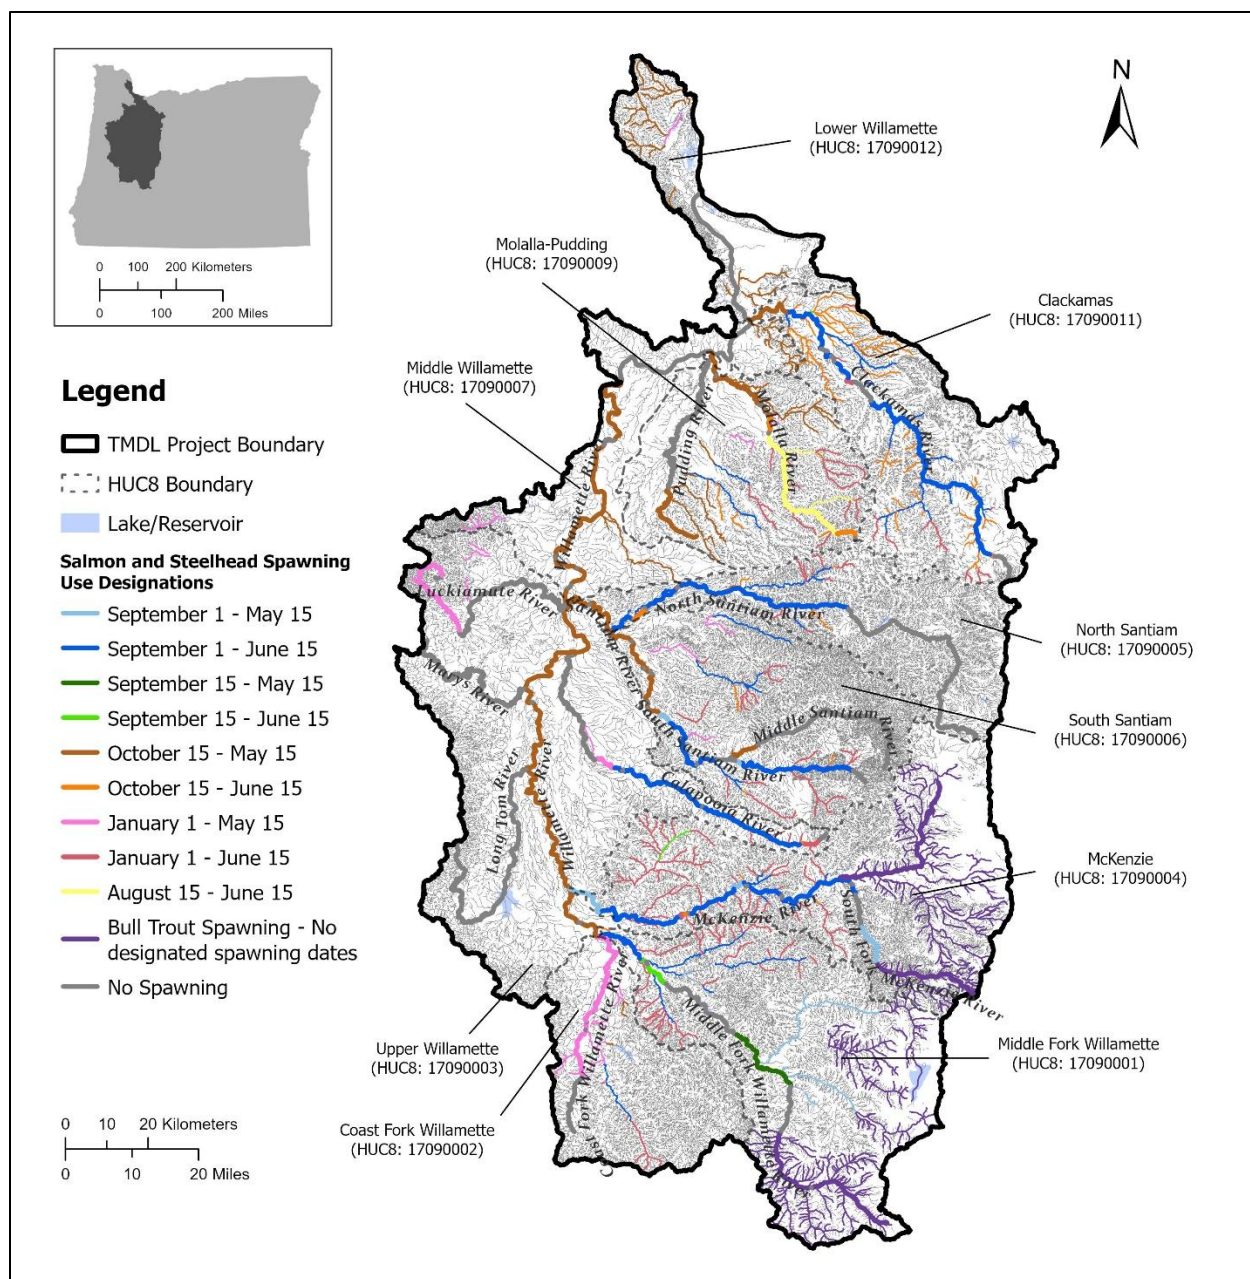 N
0 100 200 Kilometers
0 100 200 Miles
Lower Willamette
(HUC8: 17090012)
Molalla-Pudding
(HUC8: 17090009)
Clackamas
(HUC8: 17090011)
Middle Willamette
(HUC8: 17090007)
North Santiam
(HUC8: 17090005)
South Santiam
(HUC8: 17090006)
McKenzie
(HUC8: 17090004)
Middle Fork Willamette
(HUC8: 17090001)
Upper Willamette
(HUC8: 17090003)
Coast Fork Willamette
(HUC8: 17090002)
Clackamas River
Molalla River
Pudding River
Willamette River
Luckiamute River
Santiam River
North Santiam River
Marys River
South Santiam River
Middle Santiam River
Calapooia River
Long Tom River
Willamette River
McKenzie River
South Fork McKenzie River
Coast Fork Willamette River
Middle Fork Willamette River
Legend
TMDL Project Boundary
HUC8 Boundary
Lake/Reservoir
Salmon and Steelhead Spawning
Use Designations
September 1 - May 15
September 1 - June 15
September 15 - May 15
September 15 - June 15
October 15 - May 15
October 15 - June 15
January 1 - May 15
January 1 - June 15
August 15 - June 15
Bull Trout Spawning - No
designated spawning dates
No Spawning
0 10 20 Kilometers
0 10 20 Miles